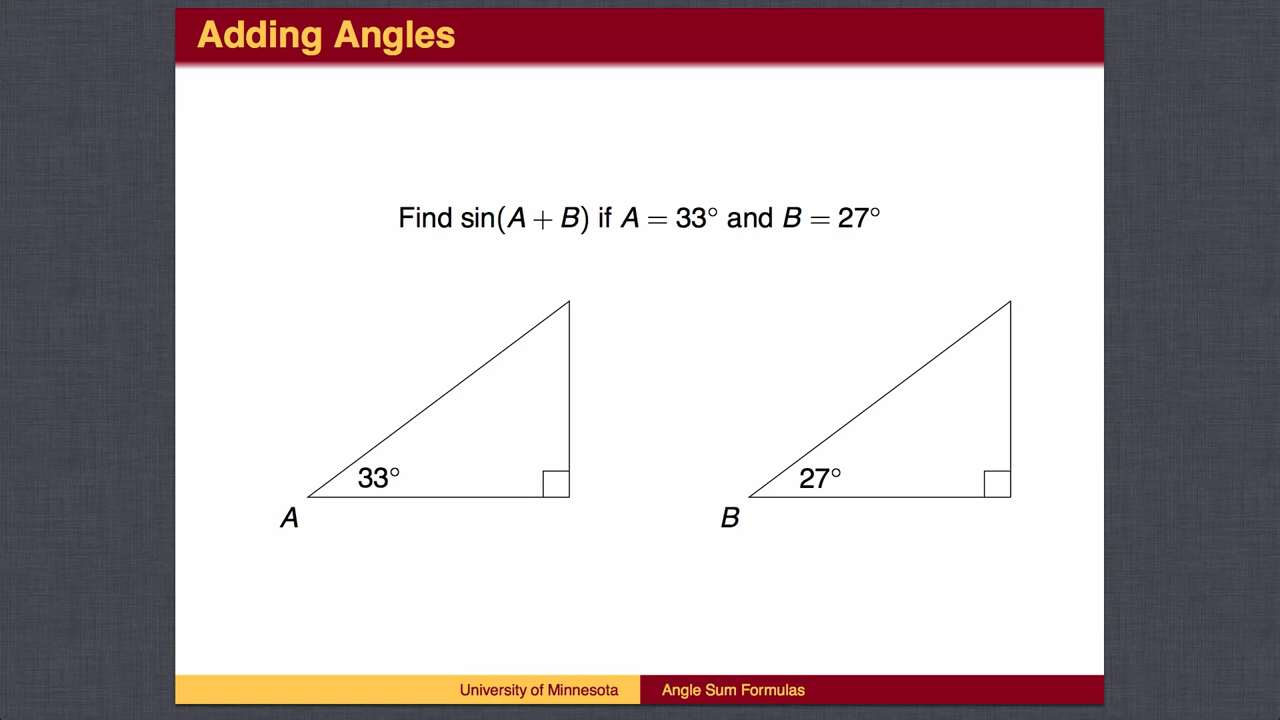 Adding Angles
Find sin(A + B) if A = 33° and B = 27°
33°
27°
A
B
University of Minnesota
Angle Sum Formulas